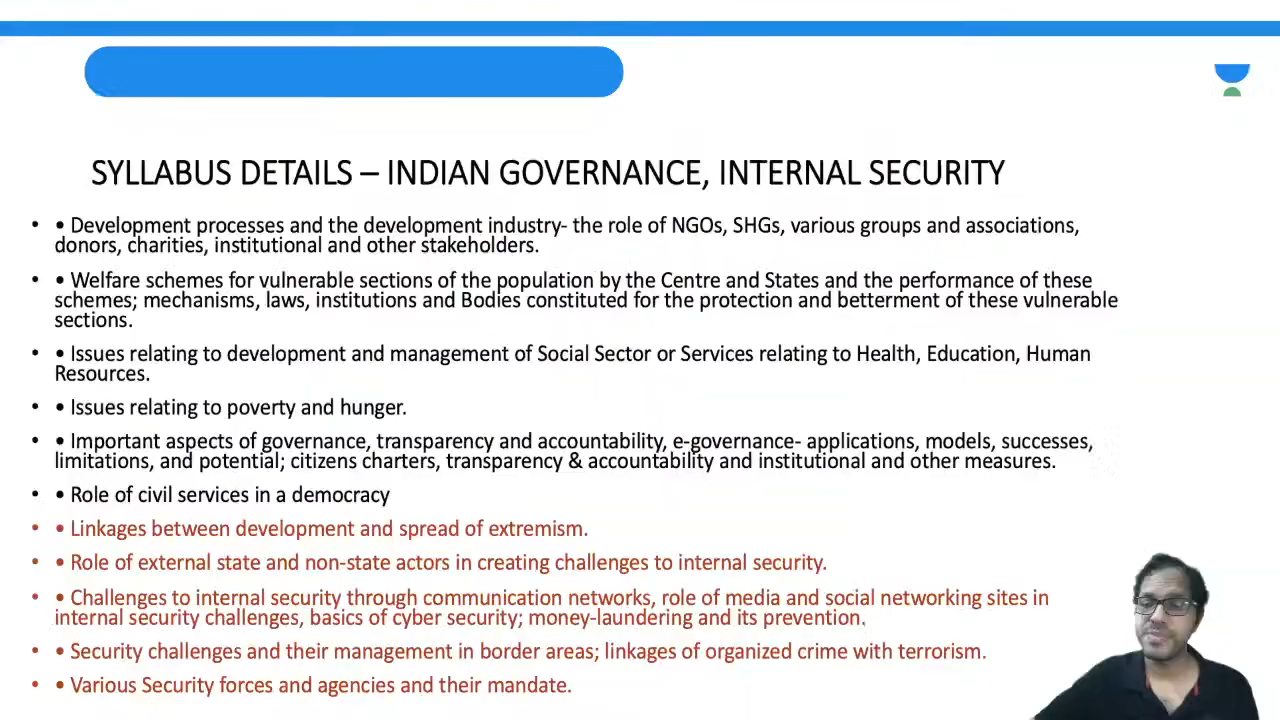 SYLLABUS DETAILS – INDIAN GOVERNANCE, INTERNAL SECURITY
• • Development processes and the development industry- the role of NGOs, SHGs, various groups and associations,
donors, charities, institutional and other stakeholders.
• • Welfare schemes for vulnerable sections of the population by the Centre and States and the performance of these
schemes; mechanisms, laws, institutions and Bodies constituted for the protection and betterment of these vulnerable
sections.
• • Issues relating to development and management of Social Sector or Services relating to Health, Education, Human
Resources.
• • Issues relating to poverty and hunger.
• • Important aspects of governance, transparency and accountability, e-governance- applications, models, successes,
limitations, and potential; citizens charters, transparency & accountability and institutional and other measures.
• • Role of civil services in a democracy
• • Linkages between development and spread of extremism.
• • Role of external state and non-state actors in creating challenges to internal security.
• • Challenges to internal security through communication networks, role of media and social networking sites in
internal security challenges, basics of cyber security; money-laundering and its prevention.
• • Security challenges and their management in border areas; linkages of organized crime with terrorism.
• • Various Security forces and agencies and their mandate.